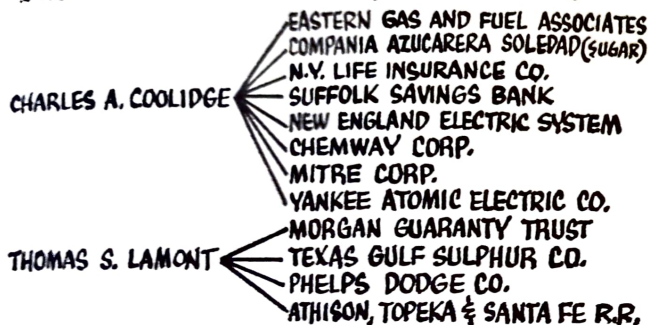 EASTERN GAS AND FUEL ASSOCIATES
COMPANIA AZUCARERA SOLEDAD (SUGAR)
N.Y. LIFE INSURANCE CO.
CHARLES A. COOLIDGE
SUFFOLK SAVINGS BANK
NEW ENGLAND ELECTRIC SYSTEM
CHEMWAY CORP.
MITRE CORP.
YANKEE ATOMIC ELECTRIC CO.
MORGAN GUARANTY TRUST
THOMAS S. LAMONT
TEXAS GULF SULPHUR CO.
PHELPS DODGE CO.
ATHISON, TOPEKA & SANTA FE R.R.